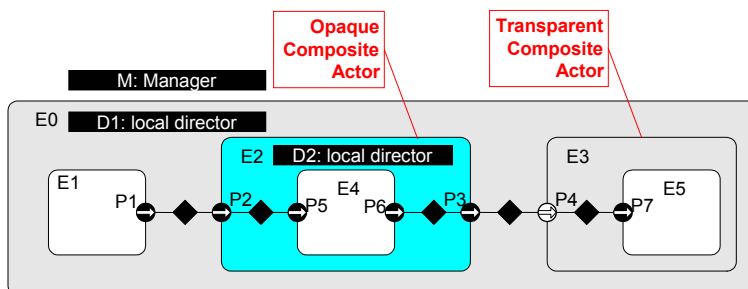 Opaque
Composite
Actor
Transparent
Composite
Actor
M: Manager
E0
D1: local director
E2
D2: local director
E3
E1
E4
E5
P1
P2
P5
P6
P3
P4
P7